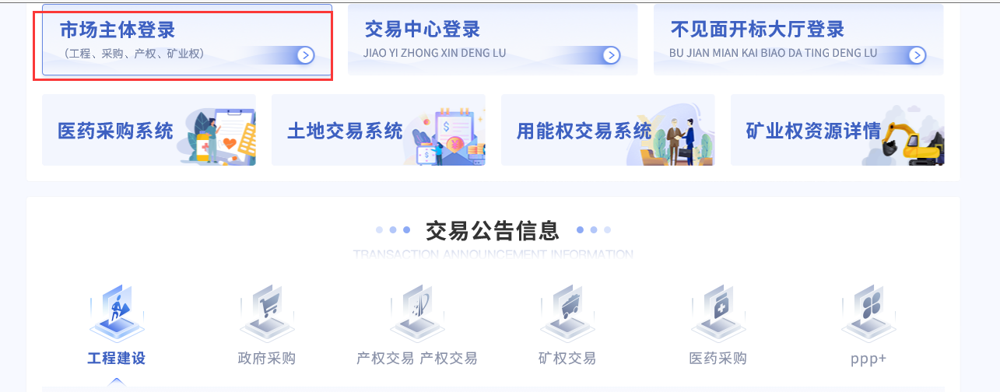 市场主体登录
（工程、采购、产权、矿业权）
交易中心登录
JIAO YI ZHONG XIN DENG LU
不见面开标大厅登录
BU JIAN MIAN KAI BIAO DA TING DENG LU
医药采购系统
土地交易系统
用能权交易系统
矿业权资源详情
交易公告信息
TRANSACTION ANNOUNCEMENT INFORMATION
工程建设
政府采购
产权交易 产权交易
矿权交易
医药采购
ppp+